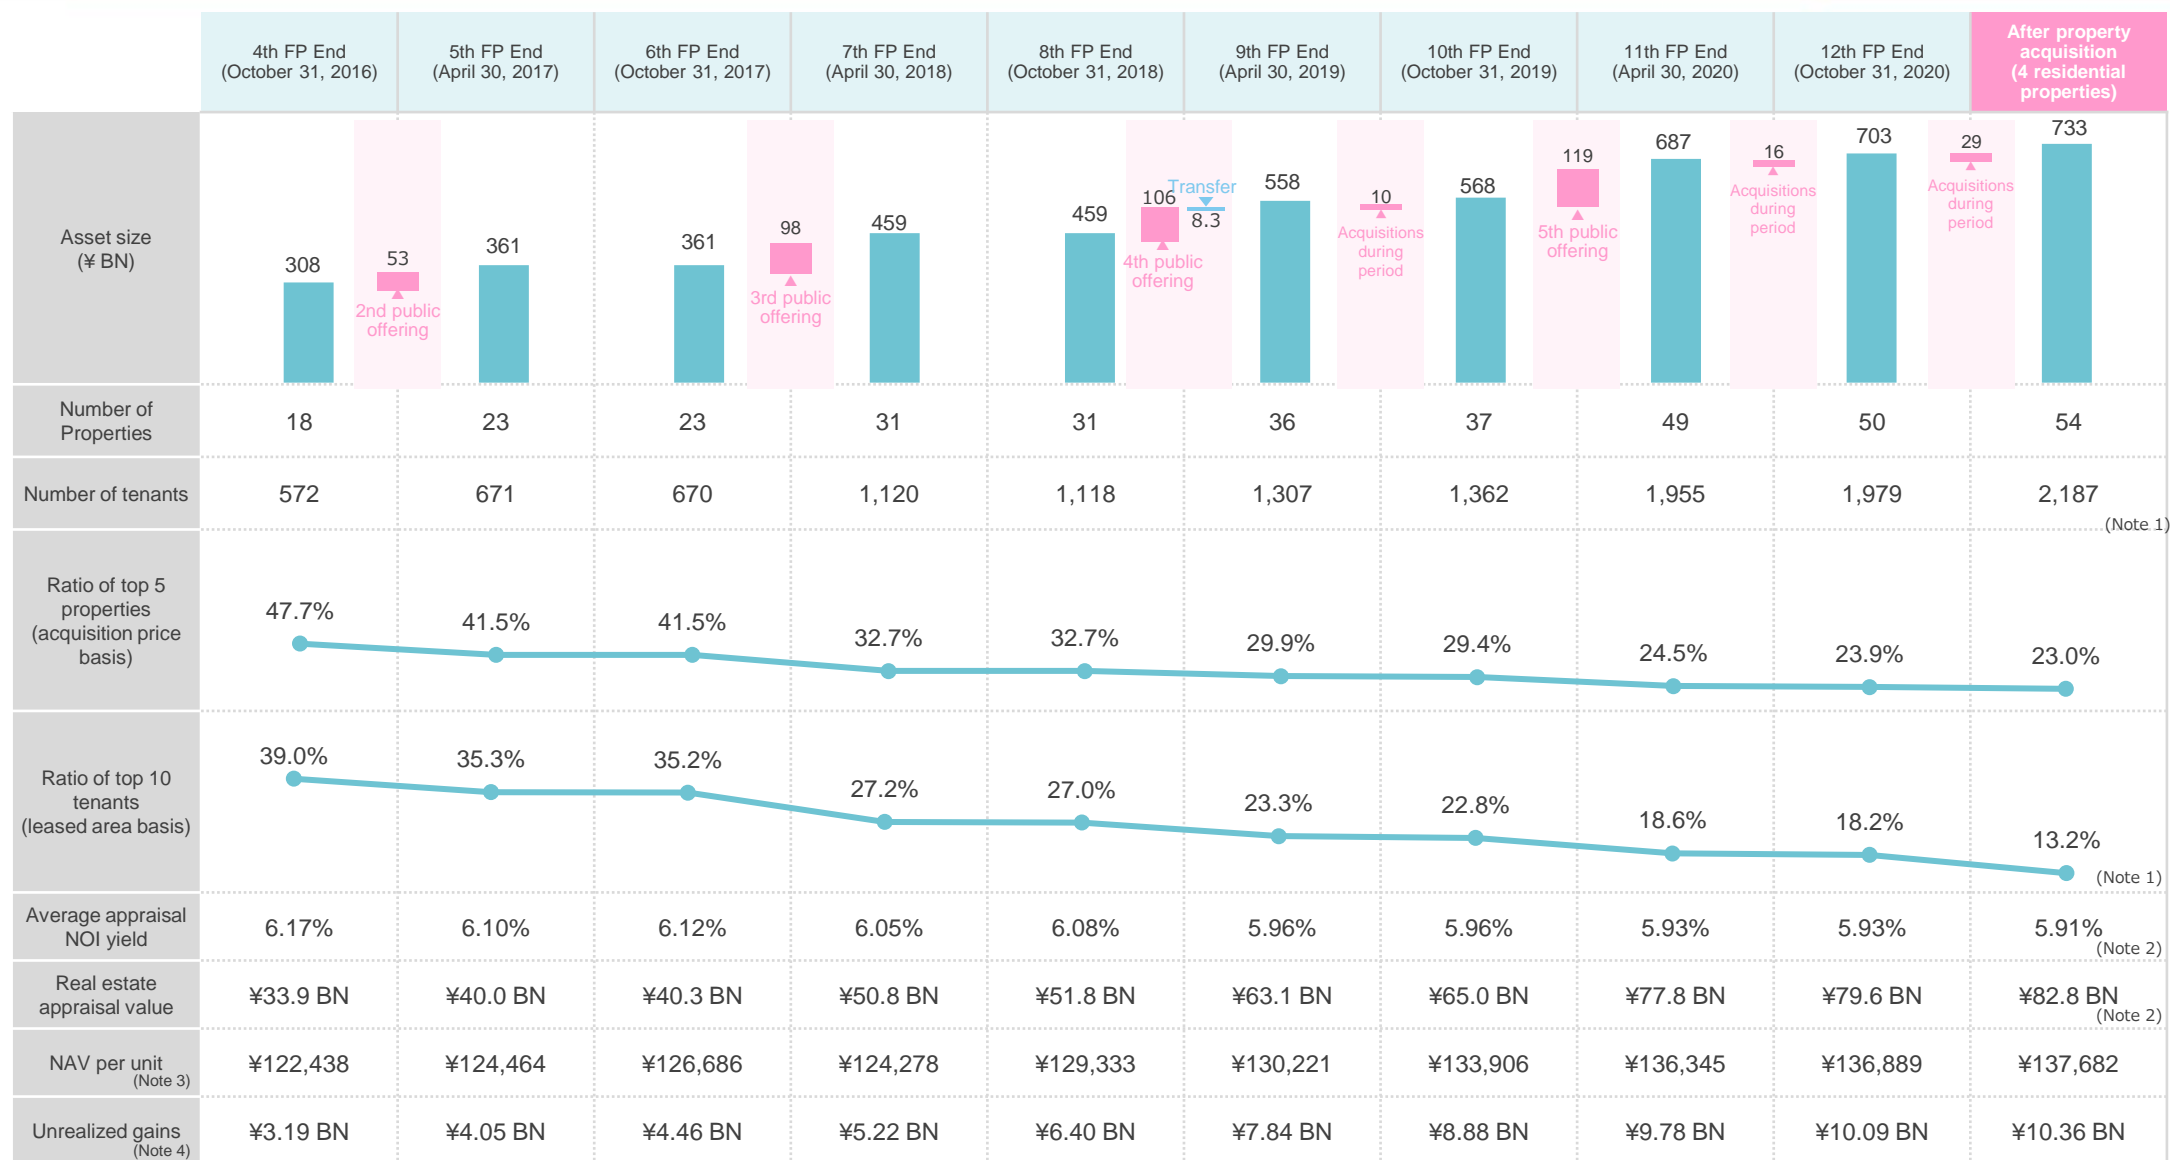 4th FP End
(October 31, 2016)
5th FP End
(April 30, 2017)
6th FP End
(October 31, 2017)
7th FP End
(April 30, 2018)
8th FP End
(October 31, 2018)
9th FP End
(April 30, 2019)
10th FP End
(October 31, 2019)
11th FP End
(April 30, 2020)
12th FP End
(October 31, 2020)
After property
acquisition
(4 residential
properties)
Asset size
(¥ BN)
308
53
2nd public
offering
361
361
98
3rd public
offering
459
459
106
4th public
offering
Transfer
8.3
558
10
Acquisitions
during
period
568
119
5th public
offering
687
16
Acquisitions
during
period
703
29
Acquisitions
during
period
733
Number of
Properties
18
23
23
31
31
36
37
49
50
54
Number of tenants
572
671
670
1,120
1,118
1,307
1,362
1,955
1,979
2,187
(Note 1)
Ratio of top 5
properties
(acquisition price
basis)
47.7%
41.5%
41.5%
32.7%
32.7%
29.9%
29.4%
24.5%
23.9%
23.0%
Ratio of top 10
tenants
(leased area basis)
39.0%
35.3%
35.2%
27.2%
27.0%
23.3%
22.8%
18.6%
18.2%
13.2%
(Note 1)
Average appraisal
NOI yield
6.17%
6.10%
6.12%
6.05%
6.08%
5.96%
5.96%
5.93%
5.93%
5.91%
(Note 2)
Real estate
appraisal value
¥33.9 BN
¥40.0 BN
¥40.3 BN
¥50.8 BN
¥51.8 BN
¥63.1 BN
¥65.0 BN
¥77.8 BN
¥79.6 BN
¥82.8 BN
(Note 2)
NAV per unit
(Note 3)
¥122,438
¥124,464
¥126,686
¥124,278
¥129,333
¥130,221
¥133,906
¥136,345
¥136,889
¥137,682
Unrealized gains
(Note 4)
¥3.19 BN
¥4.05 BN
¥4.46 BN
¥5.22 BN
¥6.40 BN
¥7.84 BN
¥8.88 BN
¥9.78 BN
¥10.09 BN
¥10.36 BN